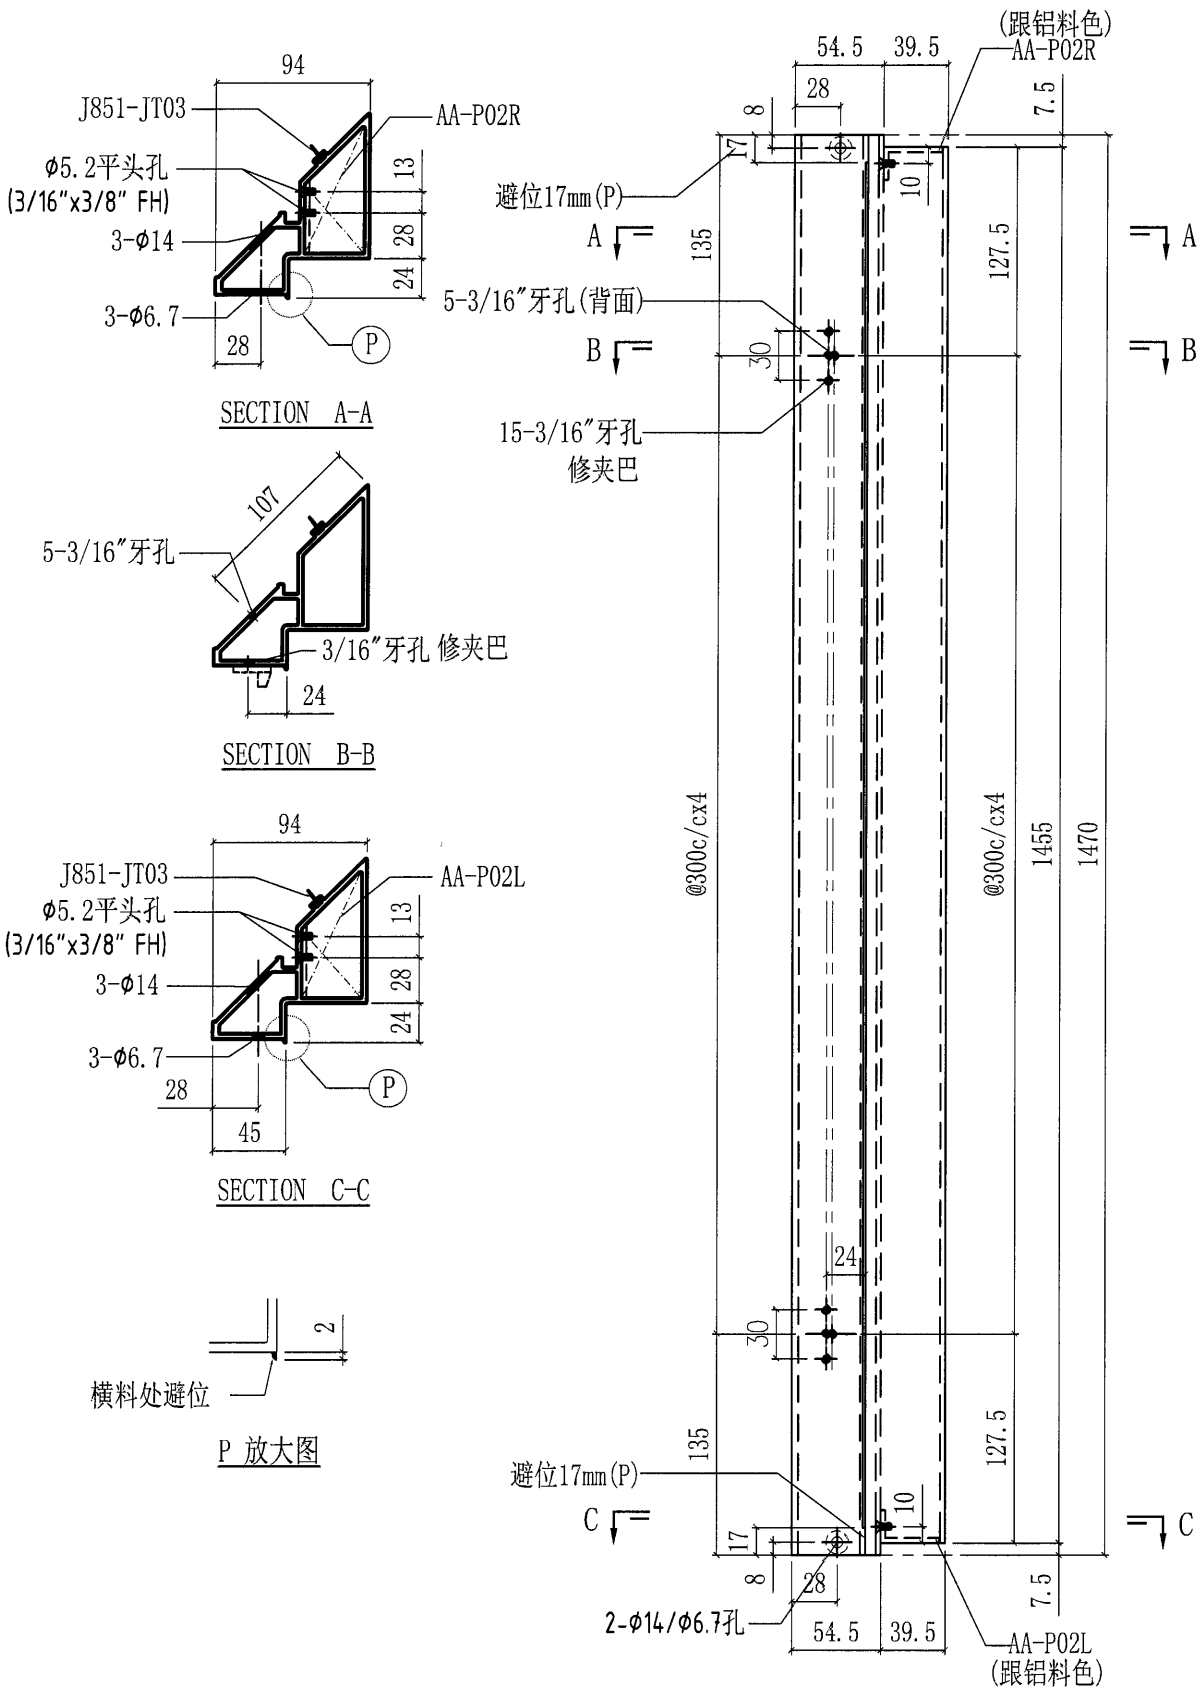 94
J851-JT03
AA-P02R
Φ5.2平头孔
(3/16"x3/8" FH)
3-Φ14
3-Φ6.7
13
28
24
28
P
SECTION A-A
107
5-3/16"牙孔
3/16"牙孔 修夹巴
24
SECTION B-B
94
J851-JT03
AA-P02L
Φ5.2平头孔
(3/16"x3/8" FH)
3-Φ14
3-Φ6.7
13
28
24
28
45
P
SECTION C-C
2
横料处避位
P 放大图
(跟铝料色)
AA-P02R
54.5
39.5
28
8
7.5
17
10
避位17mm(P)
A
A
135
127.5
5-3/16"牙孔(背面)
B
B
30
15-3/16"牙孔
修夹巴
@300c/cx4
@300c/cx4
1455
1470
24
30
135
127.5
避位17mm(P)
10
C
C
17
8
28
7.5
2-Φ14/Φ6.7孔
54.5
39.5
AA-P02L
(跟铝料色)